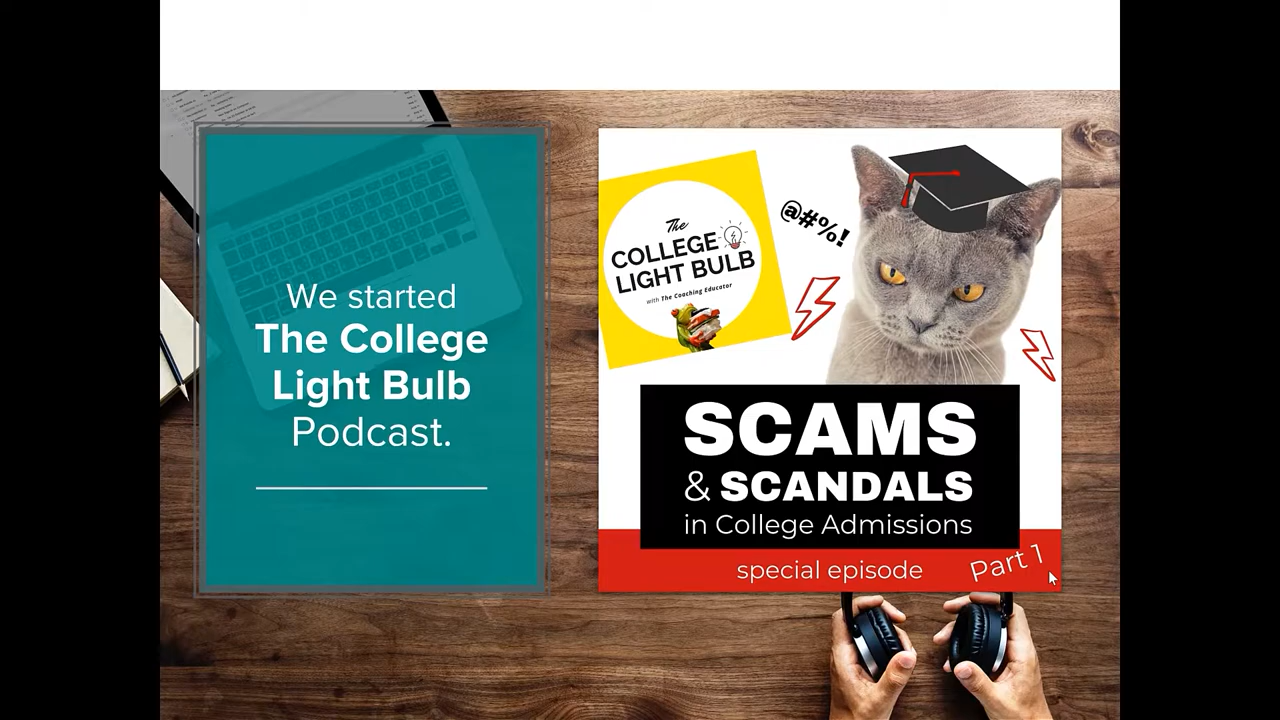 We started
The College
Light Bulb
Podcast.
The
COLLEGE
LIGHT BULB
with The Coaching Educator
@#%!
SCAMS
& SCANDALS
in College Admissions
special episode
Part 1